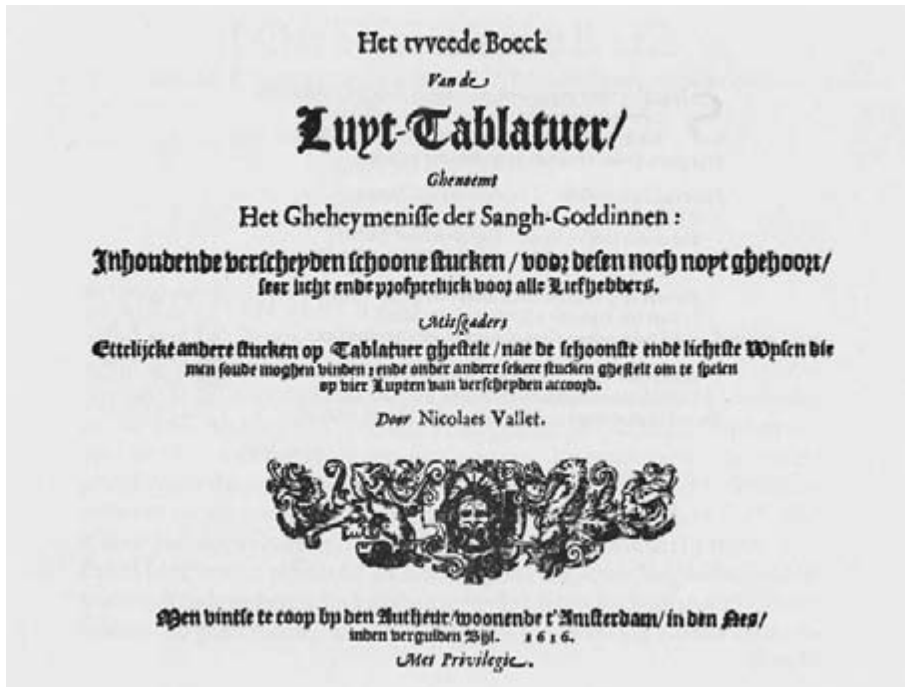 Het tvveede Boeck
Van de
Luyt-Tablatuer/
Ghenoemt
Het Gheheymenisse der Sangh-Goddinnen :
Inhoudende verscheyden schoone stucken / voor desen noch noyt ghehoort/
seer licht ende profytelijck voor alle Liefhebbers.
Mitsgaders
Ettelijcke andere stucken op Tablatuer ghestelt / nae de schoonste ende lichtste Wysen die
men soude moghen vinden : ende onder andere sekere stucken ghestelt om te spelen
op vier Luyten van verscheyden accoord.
Door Nicolaes Vallet.
Men vintse te coop by den Autheur/woonende t'Amsterdam/ in den Nes/
inden vergulden Bijl. 1616.
Met Privilegie.